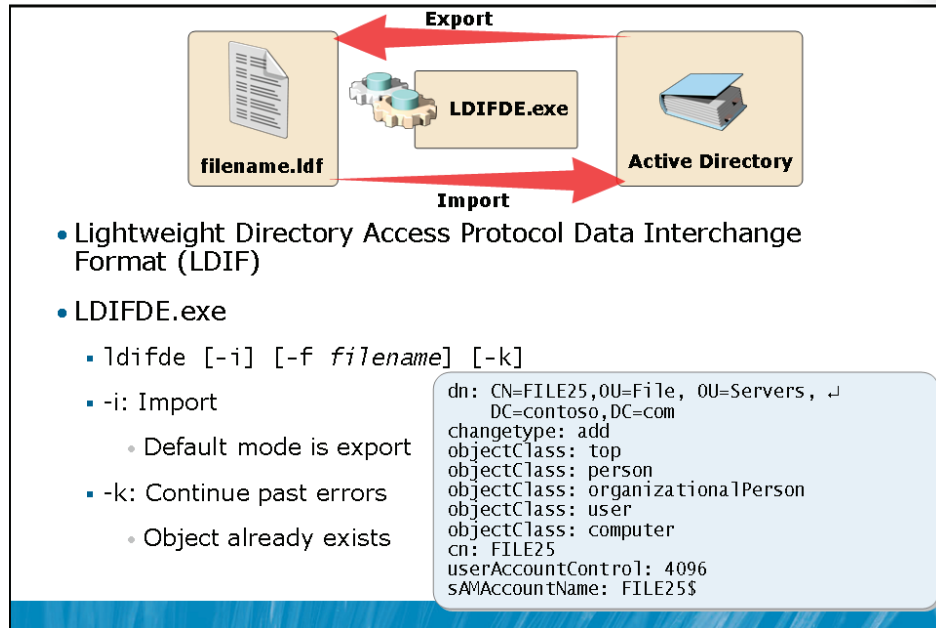 Export
LDIFDE.exe
filename.ldf
Active Directory
Import
• Lightweight Directory Access Protocol Data Interchange
Format (LDIF)
• LDIFDE.exe
▪ ldifde [-i] [-f filename] [-k]
▪ -i: Import
• Default mode is export
▪ -k: Continue past errors
• Object already exists
dn: CN=FILE25,OU=File, OU=Servers, ↵
DC=contoso,DC=com
changetype: add
objectClass: top
objectClass: person
objectClass: organizationalPerson
objectClass: user
objectClass: computer
cn: FILE25
userAccountControl: 4096
sAMAccountName: FILE25$